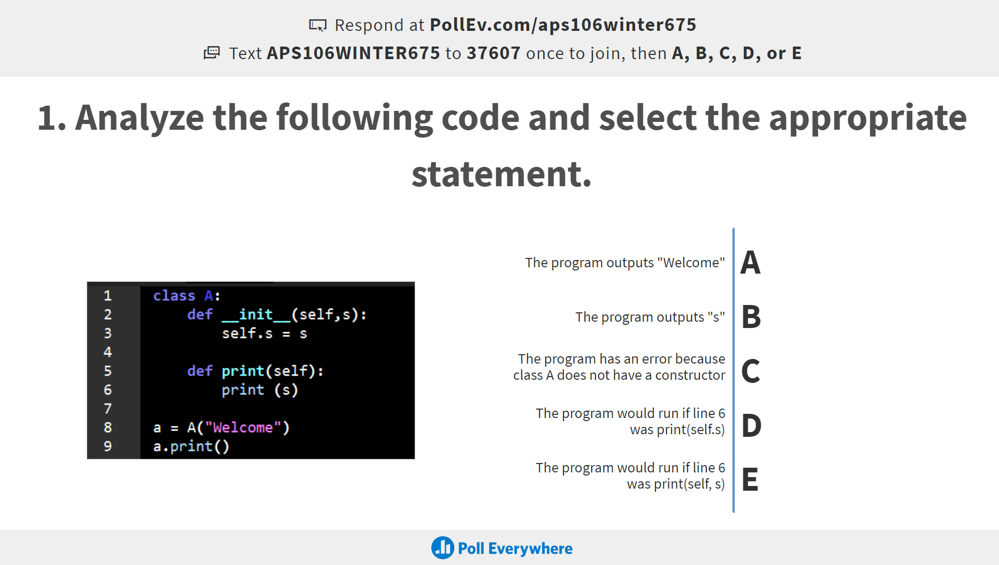 Respond at PollEv.com/aps106winter675
Text APS106WINTER675 to 37607 once to join, then A, B, C, D, or E
1. Analyze the following code and select the appropriate
statement.
1 class A:
2     def __init__(self,s):
3         self.s = s
4
5     def print(self):
6         print (s)
7
8 a = A("Welcome")
9 a.print()
The program outputs "Welcome" A
The program outputs "s" B
The program has an error because
class A does not have a constructor C
The program would run if line 6
was print(self.s) D
The program would run if line 6
was print(self, s) E
Poll Everywhere